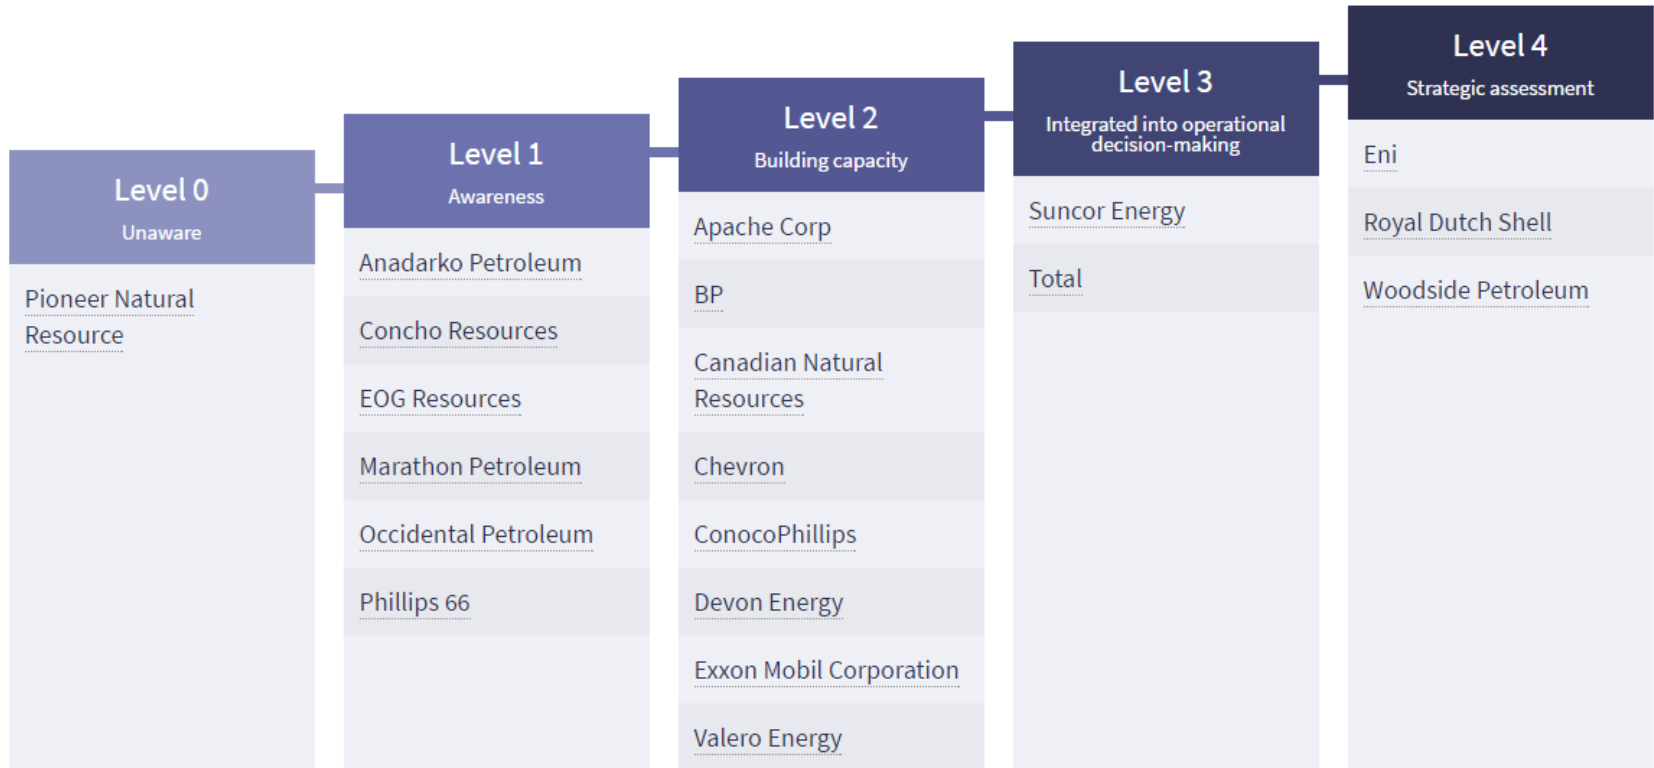 Level 0
Unaware
Pioneer Natural
Resource
Level 1
Awareness
Anadarko Petroleum
Concho Resources
EOG Resources
Marathon Petroleum
Occidental Petroleum
Phillips 66
Level 2
Building capacity
Apache Corp
BP
Canadian Natural
Resources
Chevron
ConocoPhillips
Devon Energy
Exxon Mobil Corporation
Valero Energy
Level 3
Integrated into operational
decision-making
Suncor Energy
Total
Level 4
Strategic assessment
Eni
Royal Dutch Shell
Woodside Petroleum